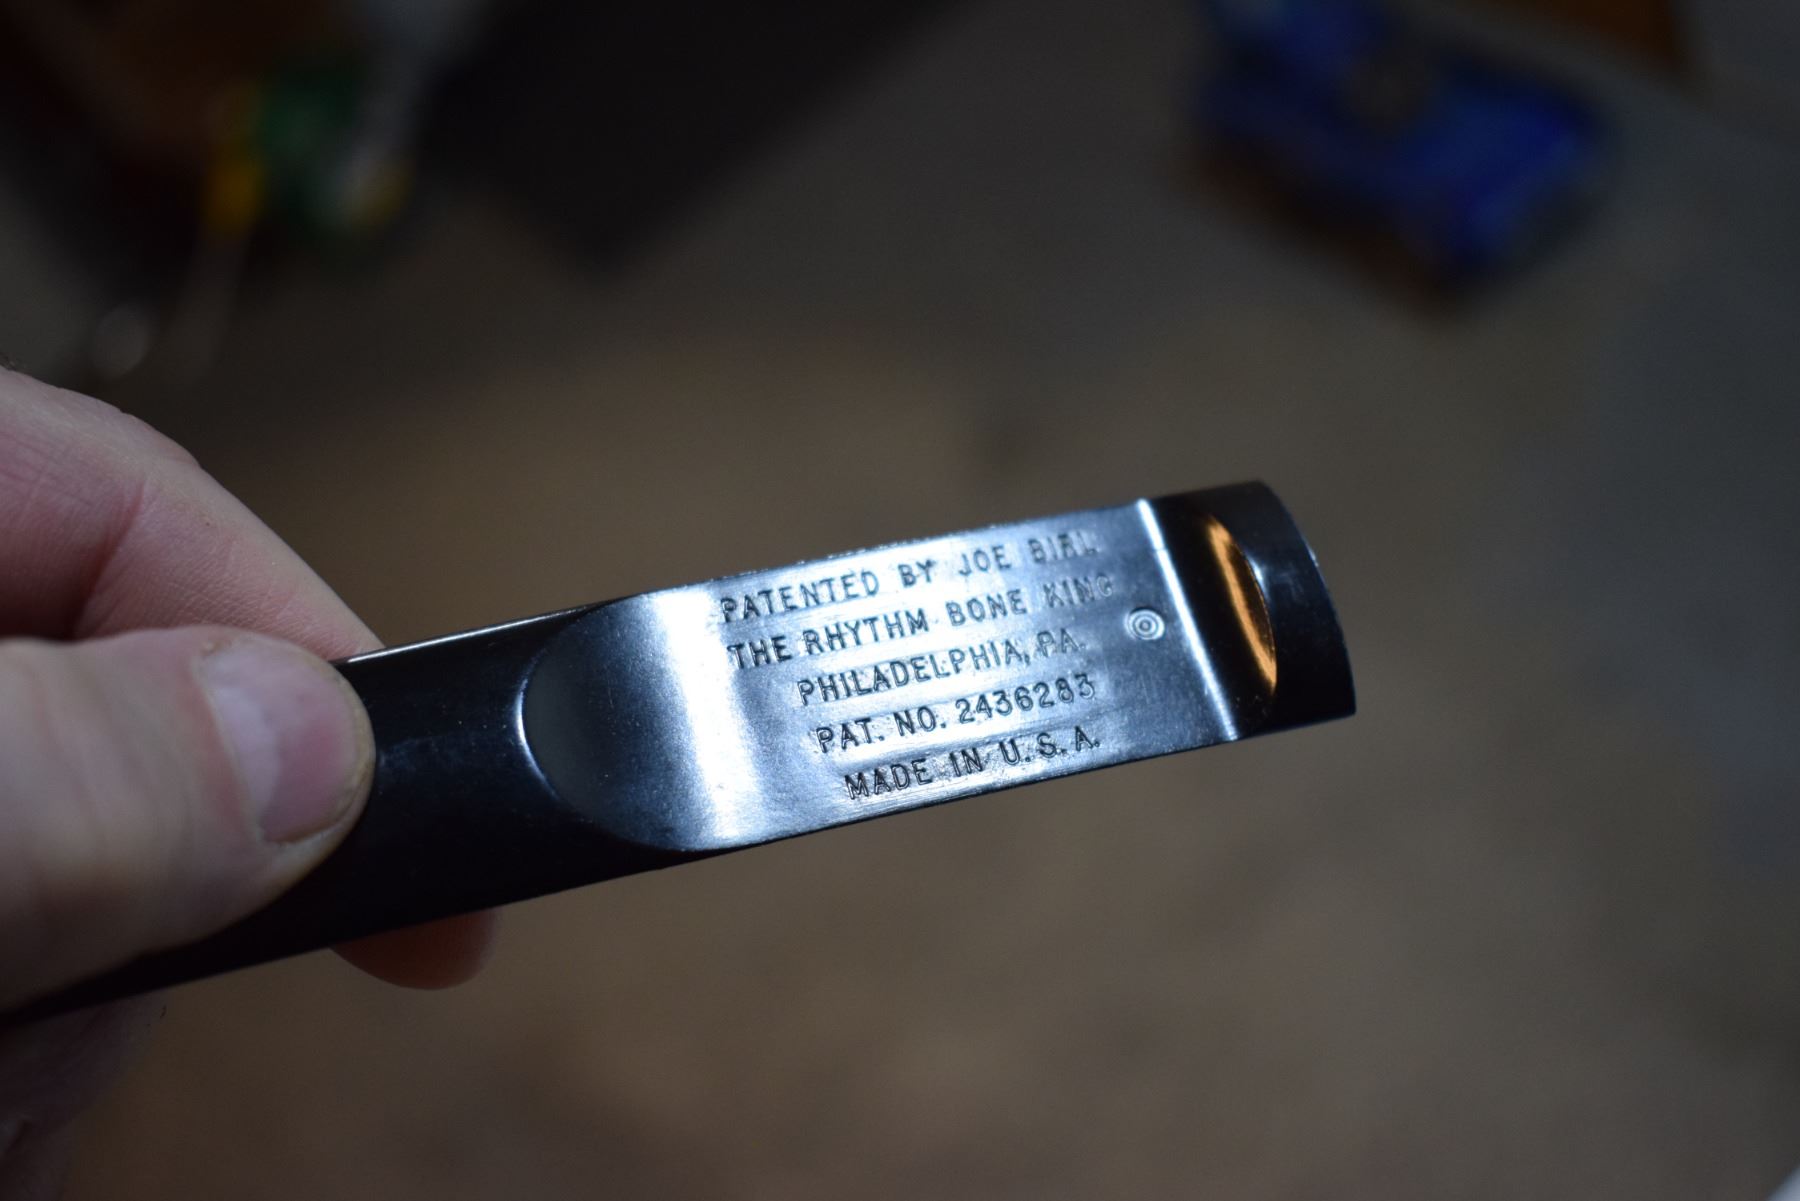 PATENTED BY JOE BIRL
THE RHYTHM BONE KING
PHILADELPHIA, PA.
PAT. NO. 2436283
MADE IN U.S.A.